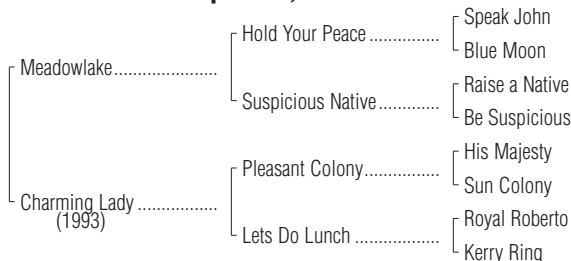 Speak John
Hold Your Peace ...............
Blue Moon
Meadowlake......................
Raise a Native
Suspicious Native.............
Be Suspicious
His Majesty
Pleasant Colony................
Sun Colony
Charming Lady .................
(1993)
Royal Roberto
Lets Do Lunch ..................
Kerry Ring